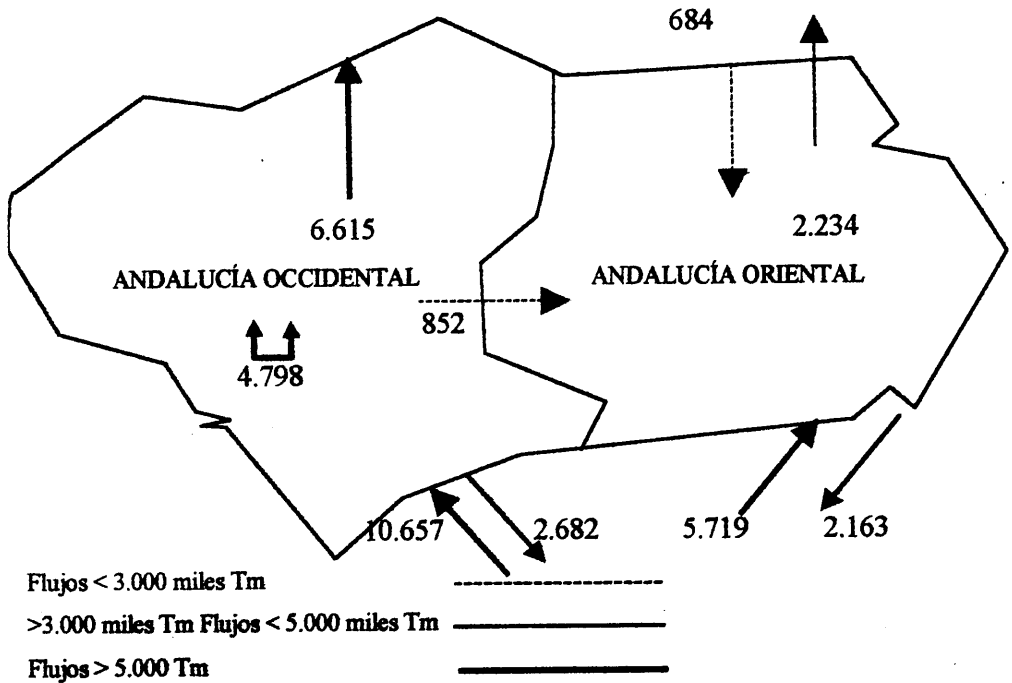 684
6.615
2.234
ANDALUCÍA OCCIDENTAL
ANDALUCÍA ORIENTAL
852
4.798
10.657
2.682
5.719
2.163
Flujos < 3.000 miles Tm
>3.000 miles Tm Flujos < 5.000 miles Tm
Flujos > 5.000 Tm